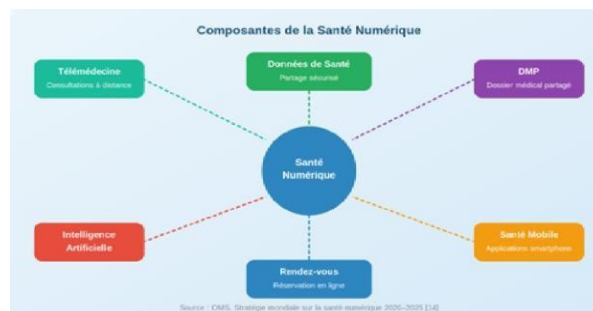 Composantes de la Santé Numérique
Télémédecine
Consultations à distance
Données de Santé
Partage sécurisé
DMP
Dossier médical partagé
Santé
Numérique
Intelligence
Artificielle
Rendez-vous
Réservation en ligne
Santé Mobile
Applications smartphone
Source : OMS, Stratégie mondiale sur la santé numérique 2020–2025 [14]